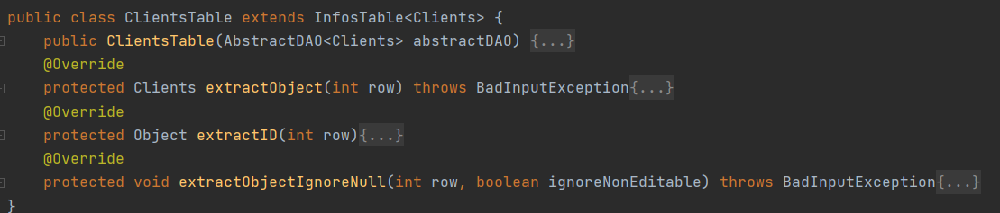 public class ClientsTable extends InfosTable<Clients> {
    public ClientsTable(AbstractDAO<Clients> abstractDAO) {...}
    @Override
    protected Clients extractObject(int row) throws BadInputException{...}
    @Override
    protected Object extractID(int row){...}
    @Override
    protected void extractObjectIgnoreNull(int row, boolean ignoreNonEditable) throws BadInputException{...}
}